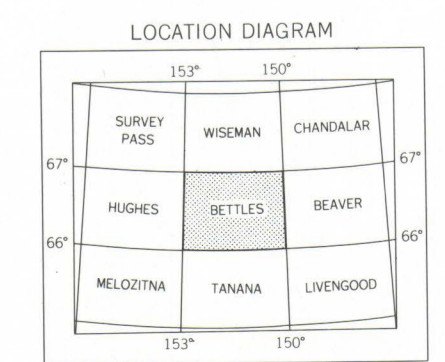 LOCATION DIAGRAM
153° 150°
SURVEY PASS WISEMAN CHANDALAR
67° 67°
HUGHES BETTLES BEAVER
66° 66°
MELOZITNA TANANA LIVENGOOD
153° 150°